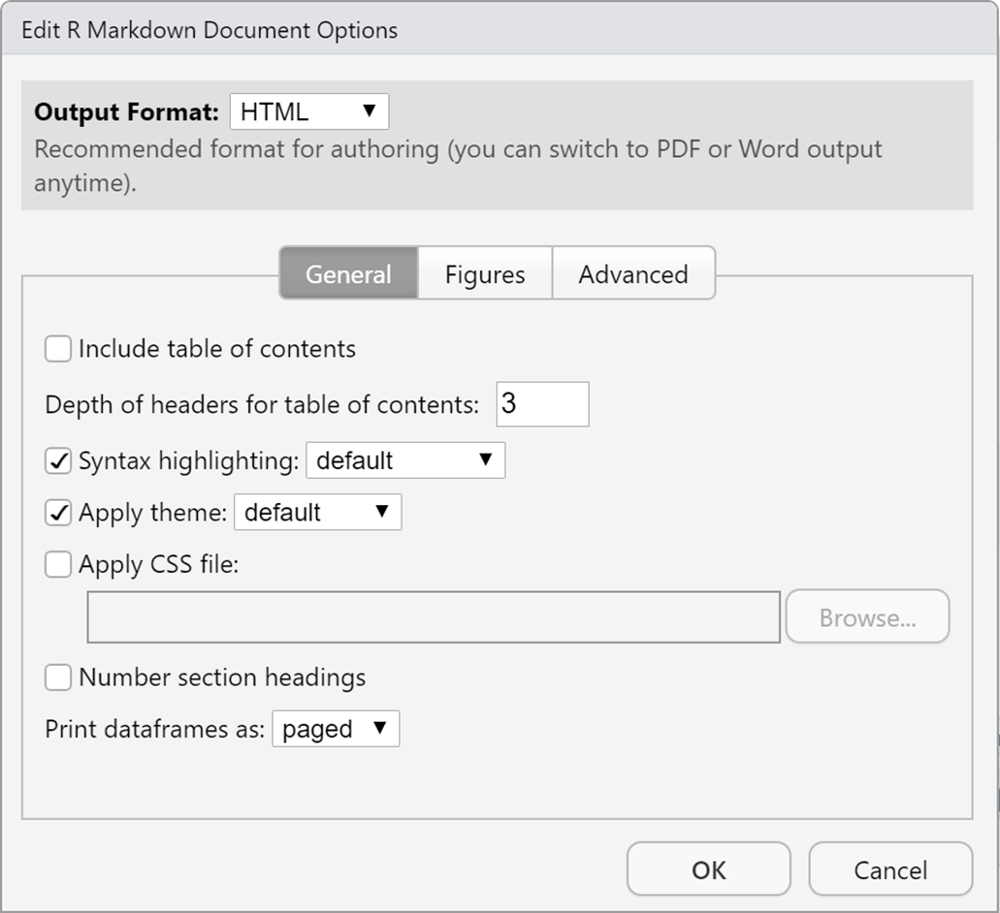 Edit R Markdown Document Options
Output Format: HTML
Recommended format for authoring (you can switch to PDF or Word output
anytime).
General Figures Advanced
Include table of contents
Depth of headers for table of contents: 3
Syntax highlighting: default
Apply theme: default
Apply CSS file:
Browse...
Number section headings
Print dataframes as: paged
OK Cancel